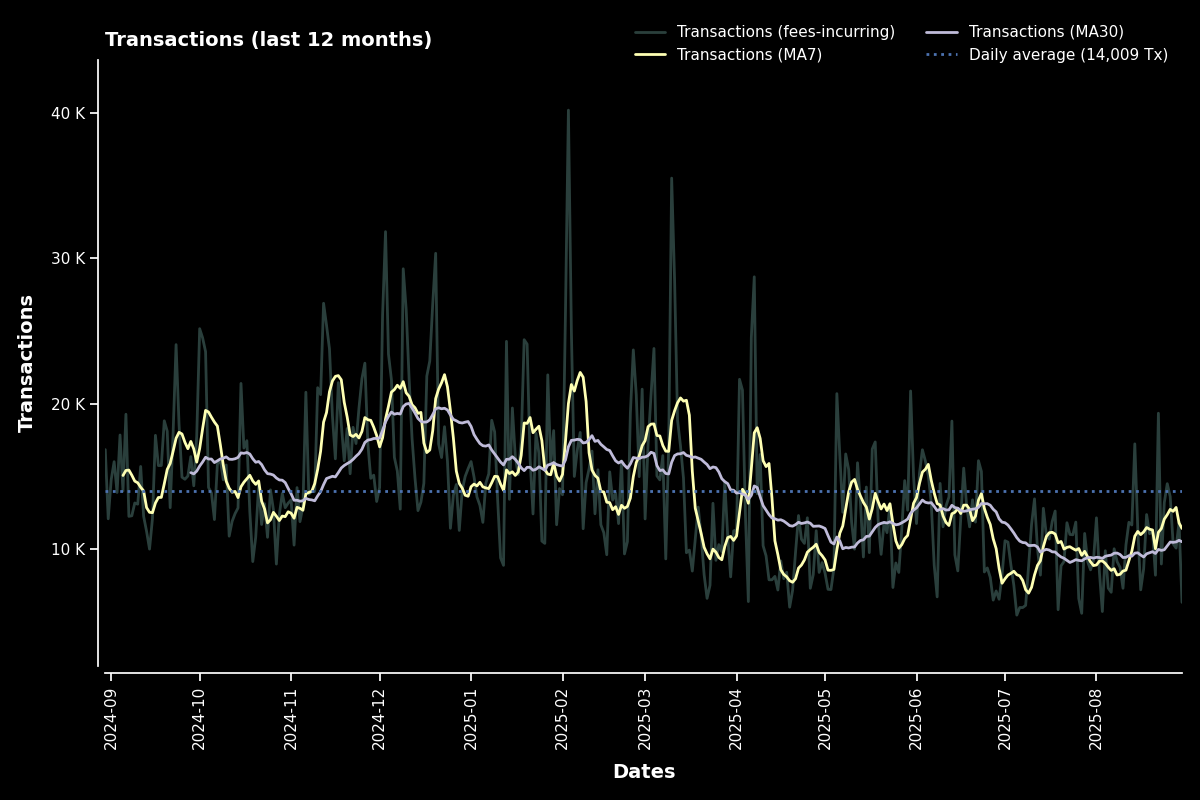 Transactions (last 12 months)
Transactions (fees-incurring)
Transactions (MA7)
Transactions (MA30)
Daily average (14,009 Tx)
Transactions
40 K
30 K
20 K
10 K
2024-09
2024-10
2024-11
2024-12
2025-01
2025-02
2025-03
2025-04
2025-05
2025-06
2025-07
2025-08
Dates